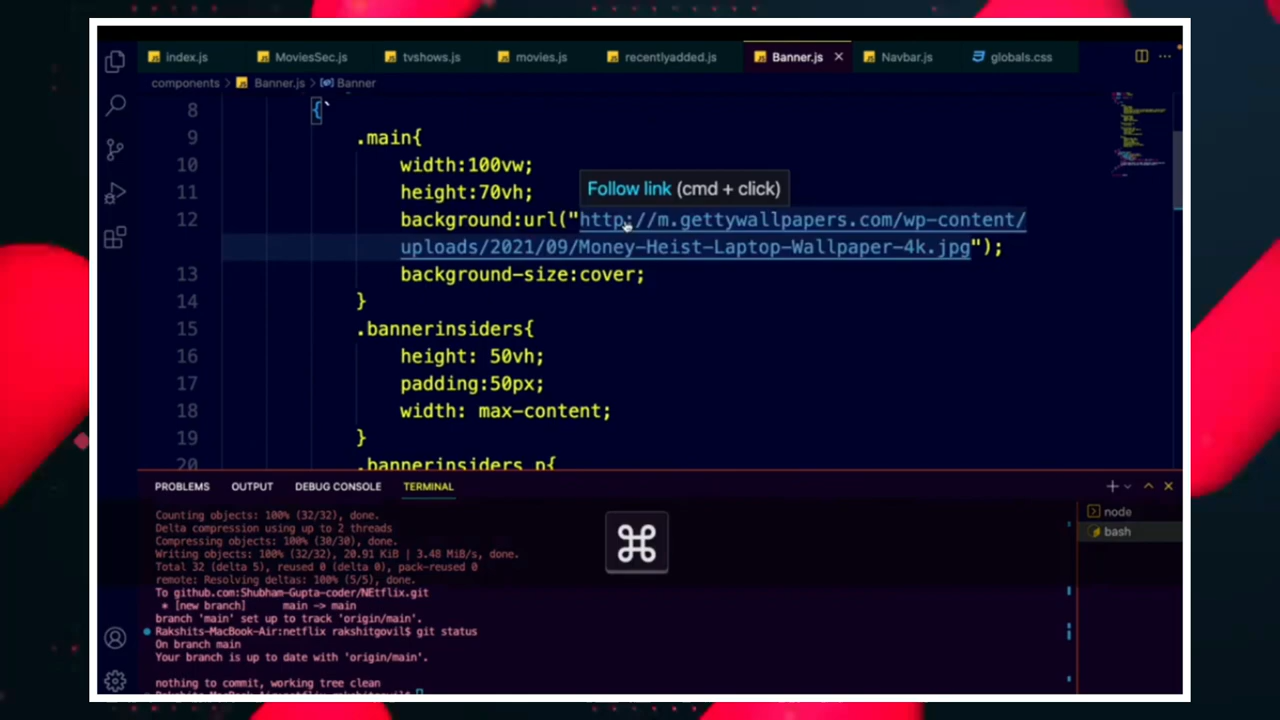 index.js MoviesSec.js tvshows.js movies.js recentlyadded.js Banner.js Navbar.js globals.css
components > Banner.js > Banner
8 {`
9 .main{
10 width:100vw;
11 height:70vh;
Follow link (cmd + click)
12 background:url("http://m.gettywallpapers.com/wp-content/
uploads/2021/09/Money-Heist-Laptop-Wallpaper-4k.jpg");
13 background-size:cover;
14 }
15 .bannerinsiders{
16 height: 50vh;
17 padding:50px;
18 width: max-content;
19 }
20 .bannerinsiders p{
PROBLEMS OUTPUT DEBUG CONSOLE TERMINAL
Counting objects: 100% (32/32), done.
Delta compression using up to 2 threads
Compressing objects: 100% (30/30), done.
Writing objects: 100% (32/32), 20.91 KiB | 3.48 MiB/s, done.
Total 32 (delta 5), reused 0 (delta 0), pack-reused 0
remote: Resolving deltas: 100% (5/5), done.
To github.com:Shubham-Gupta-coder/NEtflix.git
* [new branch] main -> main
branch 'main' set up to track 'origin/main'.
Rakshits-MacBook-Air:netflix rakshitgovil$ git status
On branch main
Your branch is up to date with 'origin/main'.
nothing to commit, working tree clean
Rakshits-MacBook-Air:netflix rakshitgovil$
node
bash
⌘